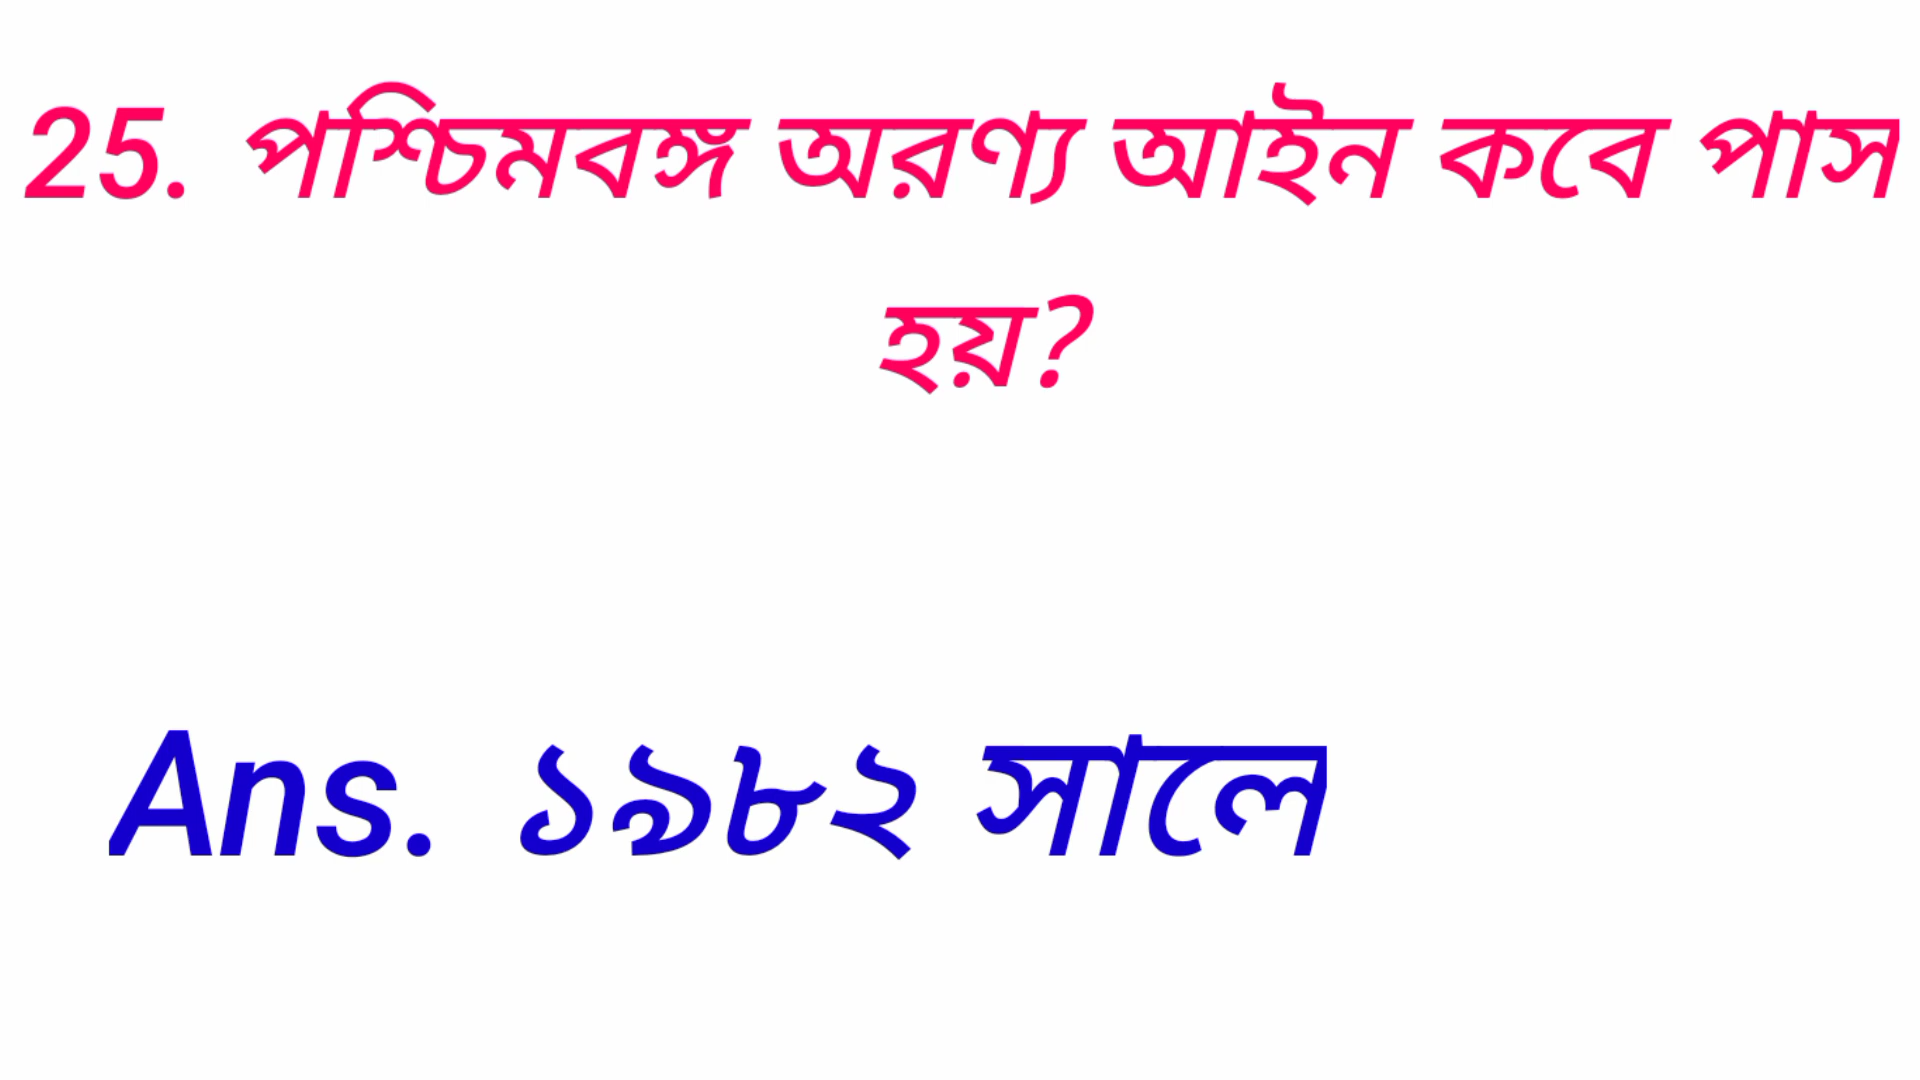 25. পশ্চিমবঙ্গ অরণ্য আইন কবে পাস
হয়?
Ans. ১৯৮২ সালে